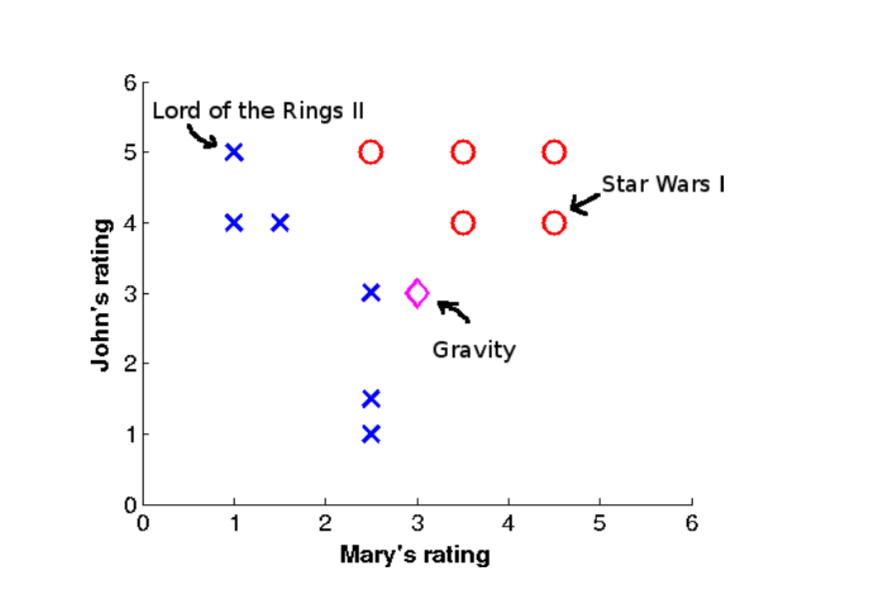 6
Lord of the Rings II
5
Star Wars I
4
3
Gravity
2
1
0
0 1 2 3 4 5 6
John's rating
Mary's rating